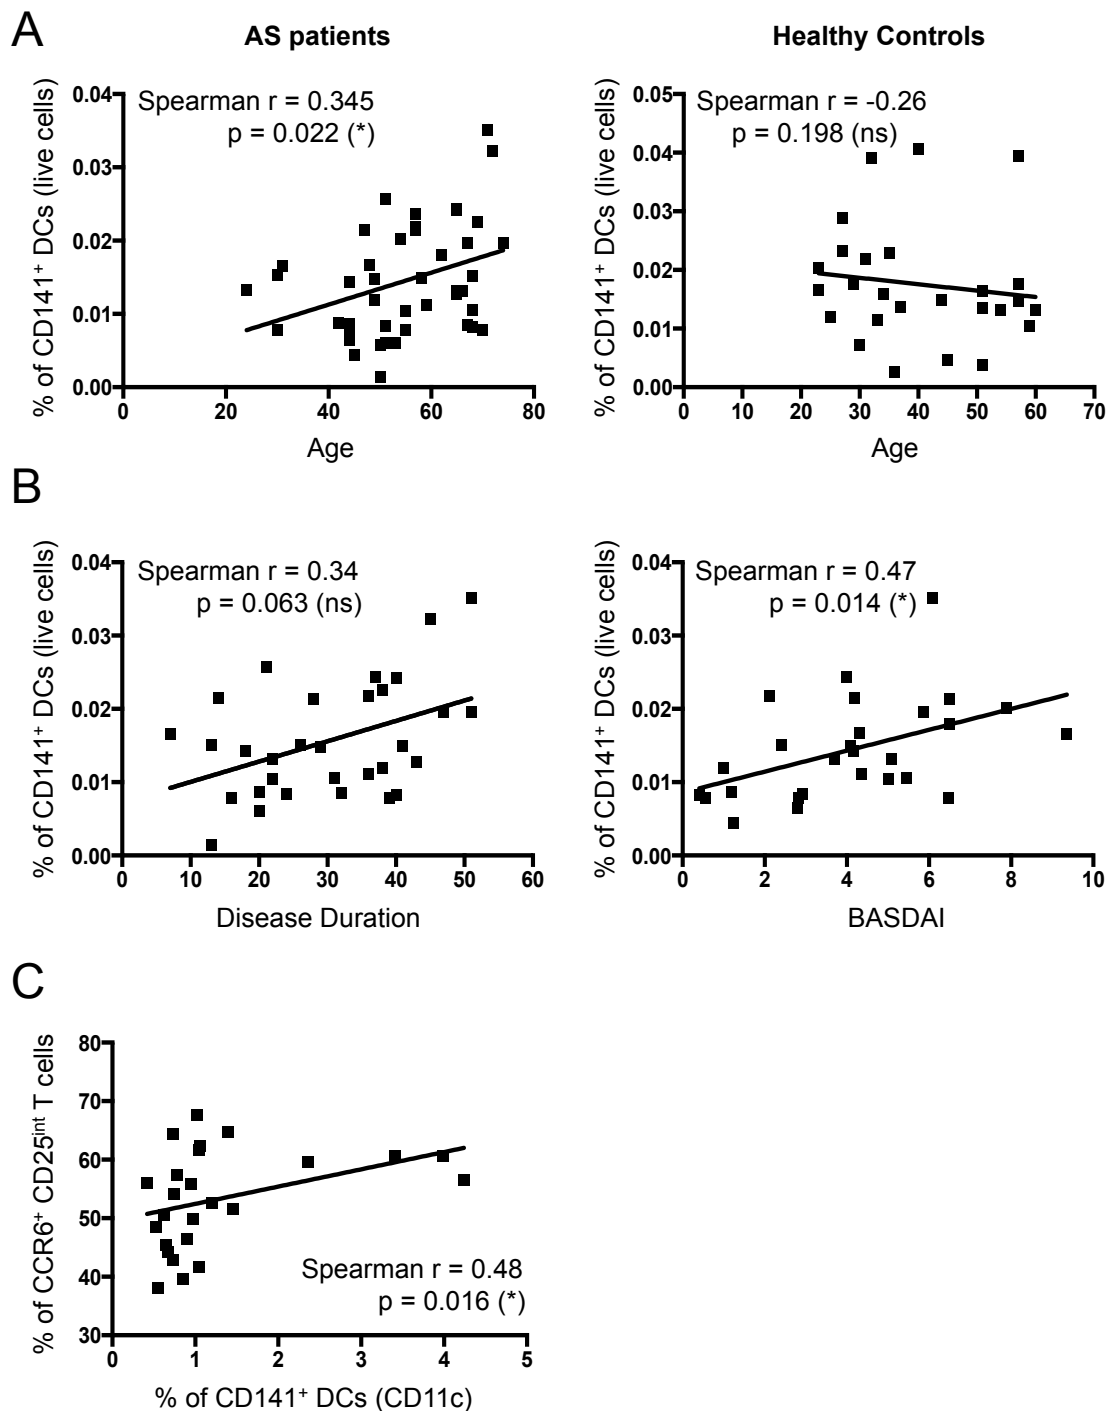 A
AS patients
Healthy Controls
Spearman r = 0.345
p = 0.022 (*)
% of CD141⁺ DCs (live cells)
0.04
0.03
0.02
0.01
0.00
0 20 40 60 80
Age
Spearman r = -0.26
p = 0.198 (ns)
% of CD141⁺ DCs (live cells)
0.05
0.04
0.03
0.02
0.01
0.00
0 10 20 30 40 50 60 70
Age
B
Spearman r = 0.34
p = 0.063 (ns)
% of CD141⁺ DCs (live cells)
0.04
0.03
0.02
0.01
0.00
0 10 20 30 40 50 60
Disease Duration
Spearman r = 0.47
p = 0.014 (*)
% of CD141⁺ DCs (live cells)
0.04
0.03
0.02
0.01
0.00
0 2 4 6 8 10
BASDAI
C
% of CCR6⁺ CD25ⁱⁿᵗ T cells
80
70
60
50
40
30
Spearman r = 0.48
p = 0.016 (*)
0 1 2 3 4 5
% of CD141⁺ DCs (CD11c)